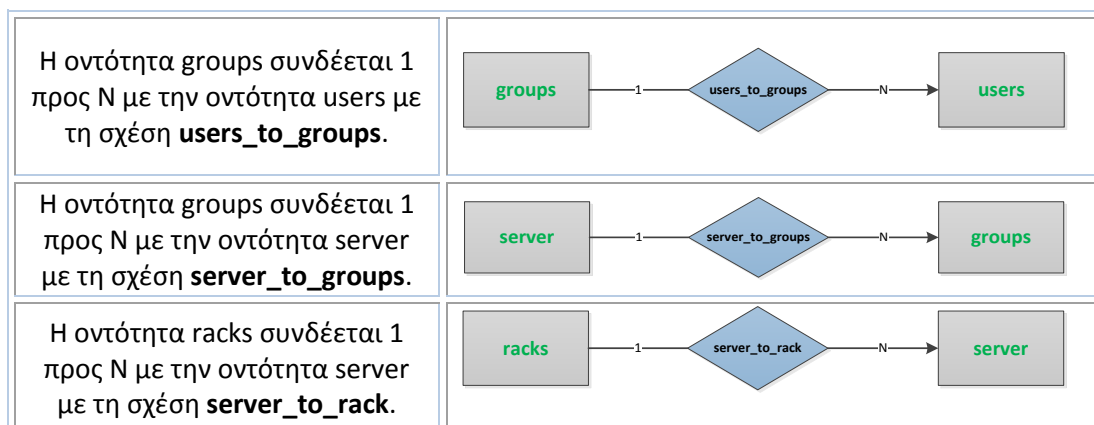 Η οντότητα groups συνδέεται 1
προς Ν με την οντότητα users με
τη σχέση users_to_groups.
groups
1
users_to_groups
N
users
Η οντότητα groups συνδέεται 1
προς Ν με την οντότητα server
με τη σχέση server_to_groups.
server
1
server_to_groups
N
groups
Η οντότητα racks συνδέεται 1
προς Ν με την οντότητα server
με τη σχέση server_to_rack.
racks
1
server_to_rack
N
server